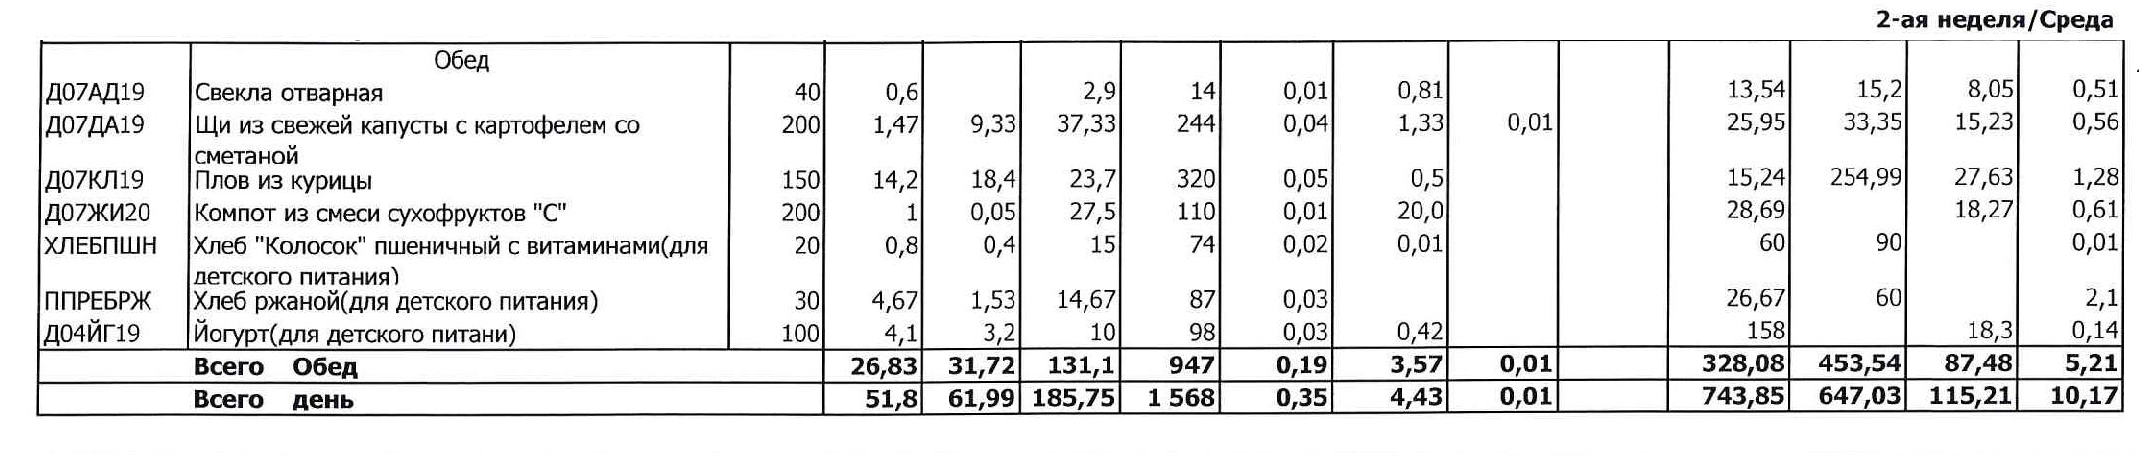 2-ая неделя/Среда
Обед
Д07АД19 Свекла отварная 40 0,6 2,9 14 0,01 0,81 13,54 15,2 8,05 0,51
Д07ДА19 Щи из свежей капусты с картофелем со 200 1,47 9,33 37,33 244 0,04 1,33 0,01 25,95 33,35 15,23 0,56
сметаной
Д07КЛ19 Плов из курицы 150 14,2 18,4 23,7 320 0,05 0,5 15,24 254,99 27,63 1,28
Д07ЖИ20 Компот из смеси сухофруктов "С" 200 1 0,05 27,5 110 0,01 20,0 28,69 18,27 0,61
ХЛЕБПШН Хлеб "Колосок" пшеничный с витаминами(для 20 0,8 0,4 15 74 0,02 0,01 60 90 0,01
детского питания)
ППРЕБРЖ Хлеб ржаной(для детского питания) 30 4,67 1,53 14,67 87 0,03 26,67 60 2,1
Д04ЙГ19 Йогурт(для детского питани) 100 4,1 3,2 10 98 0,03 0,42 158 18,3 0,14
Всего Обед 26,83 31,72 131,1 947 0,19 3,57 0,01 328,08 453,54 87,48 5,21
Всего день 51,8 61,99 185,75 1 568 0,35 4,43 0,01 743,85 647,03 115,21 10,17